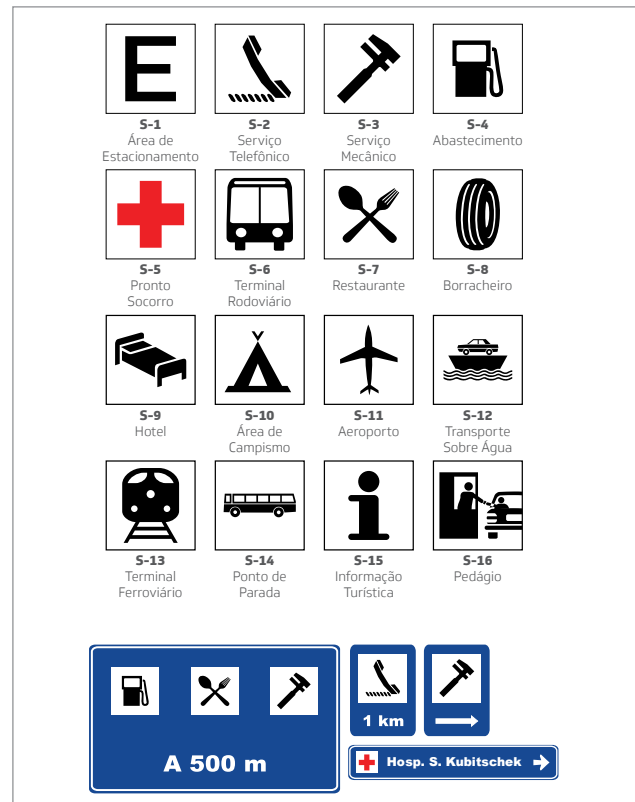 E
S-1
Área de
Estacionamento
S-2
Serviço
Telefônico
S-3
Serviço
Mecânico
S-4
Abastecimento
S-5
Pronto
Socorro
S-6
Terminal
Rodoviário
S-7
Restaurante
S-8
Borracheiro
S-9
Hotel
S-10
Área de
Campismo
S-11
Aeroporto
S-12
Transporte
Sobre Água
S-13
Terminal
Ferroviário
S-14
Ponto de
Parada
S-15
Informação
Turística
S-16
Pedágio
A 500 m
1 km
Hosp. S. Kubitschek